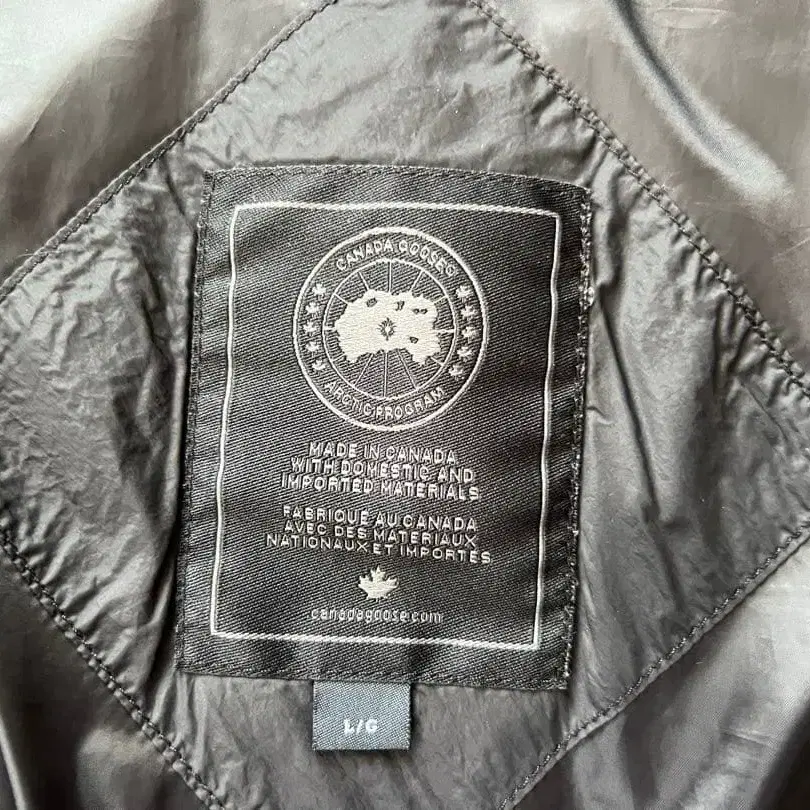 CANADA GOOSE®
ARCTIC PROGRAM
MADE IN CANADA
WITH DOMESTIC AND
IMPORTED MATERIALS
FABRIQUÉ AU CANADA
AVEC DES MATERIAUX
NATIONAUX ET IMPORTÉS
canadagoose.com
L/G